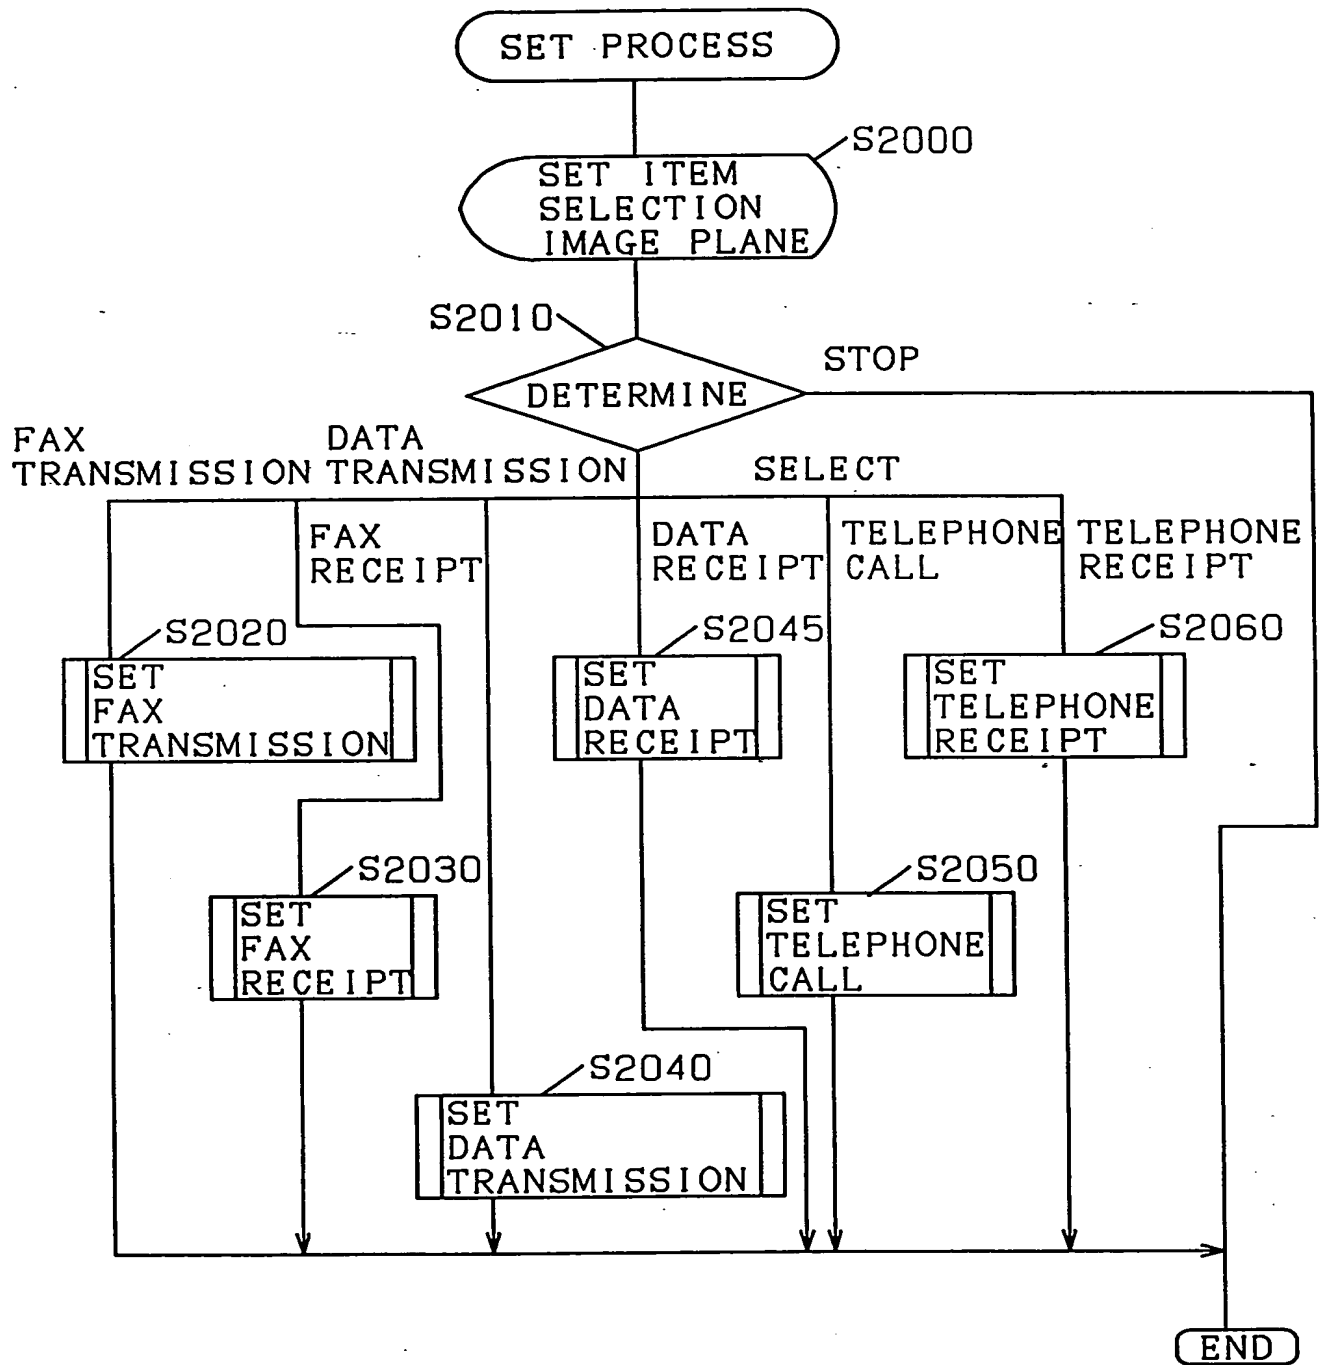 SET PROCESS
S2000
SET ITEM
SELECTION
IMAGE PLANE
S2010
DETERMINE
STOP
FAX
TRANSMISSION
DATA
TRANSMISSION
SELECT
FAX
RECEIPT
DATA
RECEIPT
TELEPHONE
CALL
TELEPHONE
RECEIPT
S2020
SET
FAX
TRANSMISSION
S2045
SET
DATA
RECEIPT
S2060
SET
TELEPHONE
RECEIPT
S2030
SET
FAX
RECEIPT
S2050
SET
TELEPHONE
CALL
S2040
SET
DATA
TRANSMISSION
END